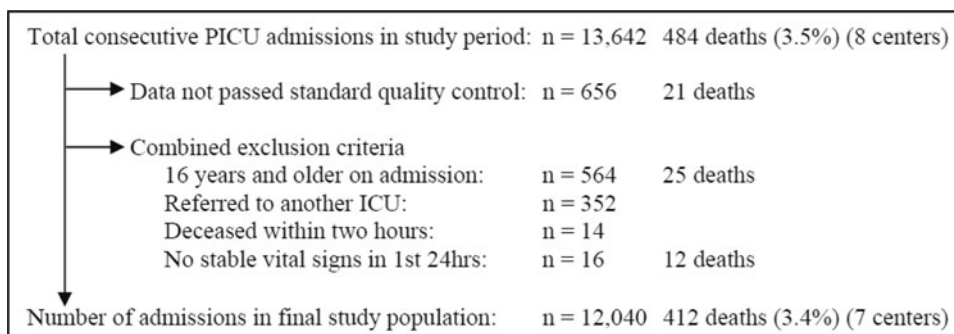 Total consecutive PICU admissions in study period: n = 13,642 484 deaths (3.5%) (8 centers)
Data not passed standard quality control: n = 656 21 deaths
Combined exclusion criteria
16 years and older on admission: n = 564 25 deaths
Referred to another ICU: n = 352
Deceased within two hours: n = 14
No stable vital signs in 1st 24hrs: n = 16 12 deaths
Number of admissions in final study population: n = 12,040 412 deaths (3.4%) (7 centers)